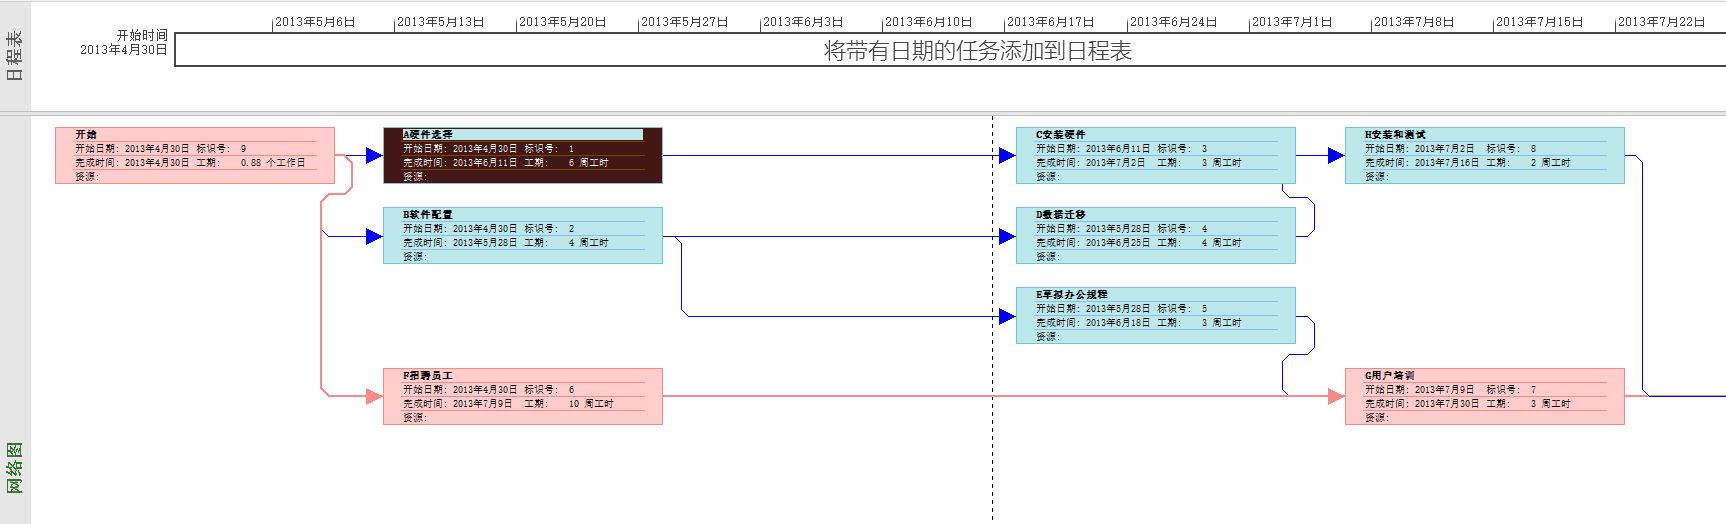 日程表
2013年5月6日 2013年5月13日 2013年5月20日 2013年5月27日 2013年6月3日 2013年6月10日 2013年6月17日 2013年6月24日 2013年7月1日 2013年7月8日 2013年7月15日 2013年7月22日
开始时间
2013年4月30日
将带有日期的任务添加到日程表
网络图
开始
开始日期: 2013年4月30日 标识号: 9
完成时间: 2013年4月30日 工期: 0.88 个工作日
资源:
A硬件选择
开始日期: 2013年4月30日 标识号: 1
完成时间: 2013年6月11日 工期: 6 周工时
资源:
C安装硬件
开始日期: 2013年6月11日 标识号: 3
完成时间: 2013年7月2日 工期: 3 周工时
资源:
H安装和测试
开始日期: 2013年7月2日 标识号: 8
完成时间: 2013年7月16日 工期: 2 周工时
资源:
B软件配置
开始日期: 2013年4月30日 标识号: 2
完成时间: 2013年5月28日 工期: 4 周工时
资源:
D数据迁移
开始日期: 2013年5月28日 标识号: 4
完成时间: 2013年6月25日 工期: 4 周工时
资源:
E草拟办公规程
开始日期: 2013年5月28日 标识号: 5
完成时间: 2013年6月18日 工期: 3 周工时
资源:
F招聘员工
开始日期: 2013年4月30日 标识号: 6
完成时间: 2013年7月9日 工期: 10 周工时
资源:
G用户培训
开始日期: 2013年7月9日 标识号: 7
完成时间: 2013年7月30日 工期: 3 周工时
资源: